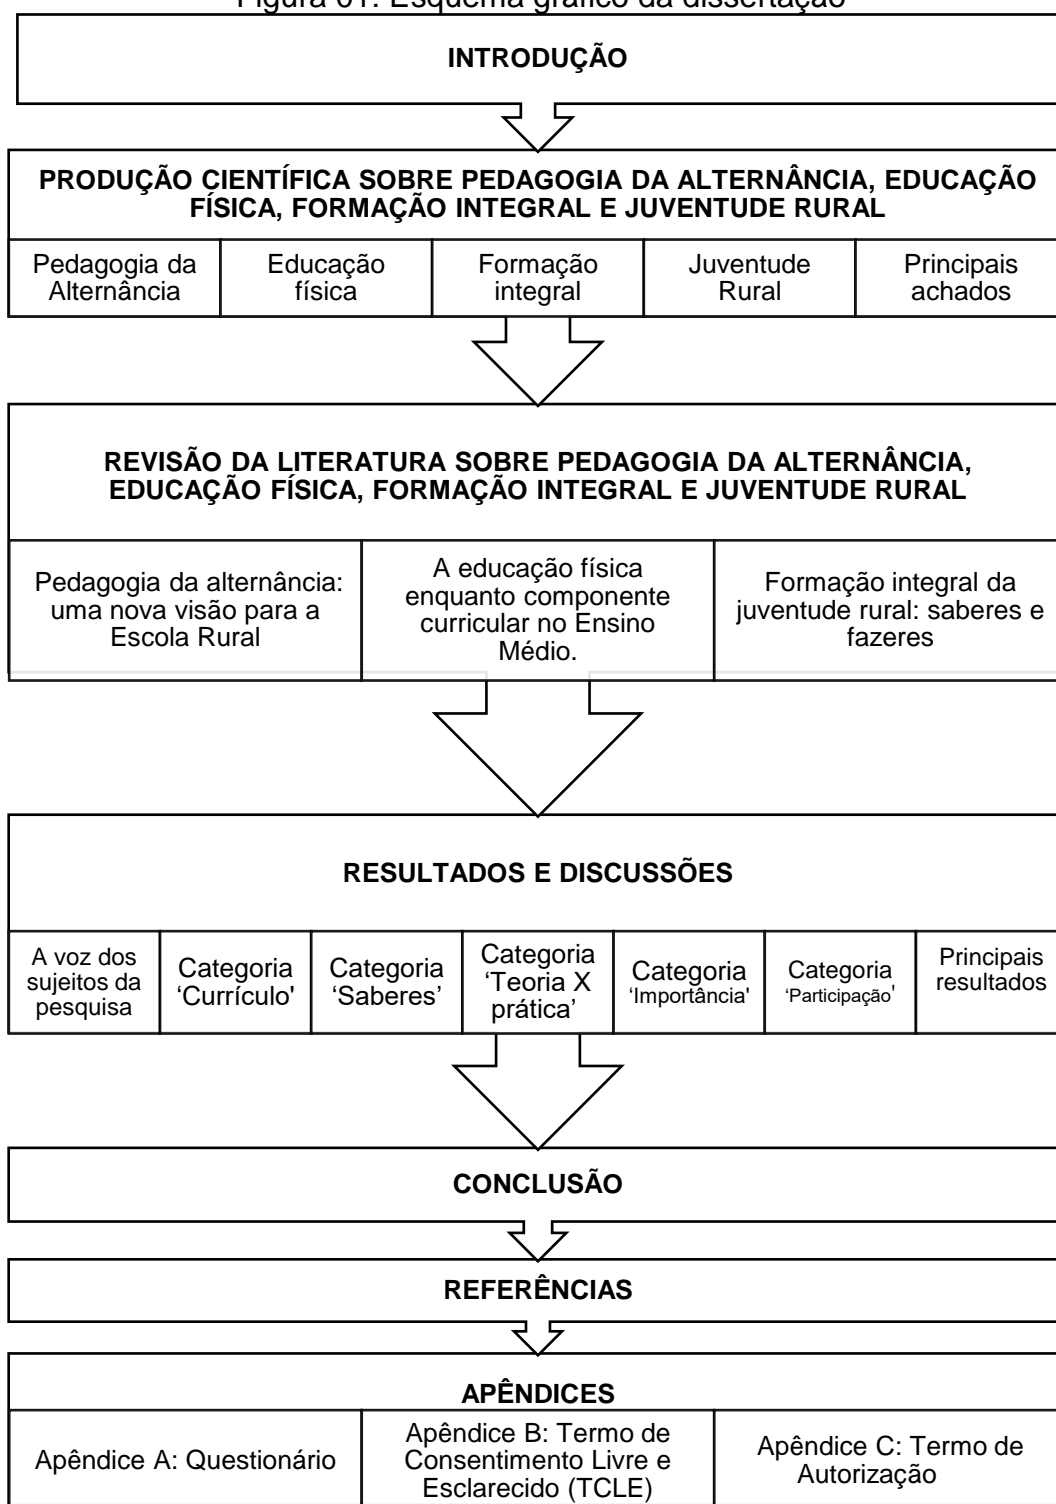 Figura 01: Esquema gráfico da dissertação
INTRODUÇÃO
PRODUÇÃO CIENTÍFICA SOBRE PEDAGOGIA DA ALTERNÂNCIA, EDUCAÇÃO
FÍSICA, FORMAÇÃO INTEGRAL E JUVENTUDE RURAL
Pedagogia da
Alternância
Educação
física
Formação
integral
Juventude
Rural
Principais
achados
REVISÃO DA LITERATURA SOBRE PEDAGOGIA DA ALTERNÂNCIA,
EDUCAÇÃO FÍSICA, FORMAÇÃO INTEGRAL E JUVENTUDE RURAL
Pedagogia da alternância:
uma nova visão para a
Escola Rural
A educação física
enquanto componente
curricular no Ensino
Médio.
Formação integral da
juventude rural: saberes e
fazeres
RESULTADOS E DISCUSSÕES
A voz dos
sujeitos da
pesquisa
Categoria
‘Currículo'
Categoria
‘Saberes’
Categoria
‘Teoria X
prática’
Categoria
‘Importância'
Categoria
‘Participação'
Principais
resultados
CONCLUSÃO
REFERÊNCIAS
APÊNDICES
Apêndice A: Questionário
Apêndice B: Termo de
Consentimento Livre e
Esclarecido (TCLE)
Apêndice C: Termo de
Autorização